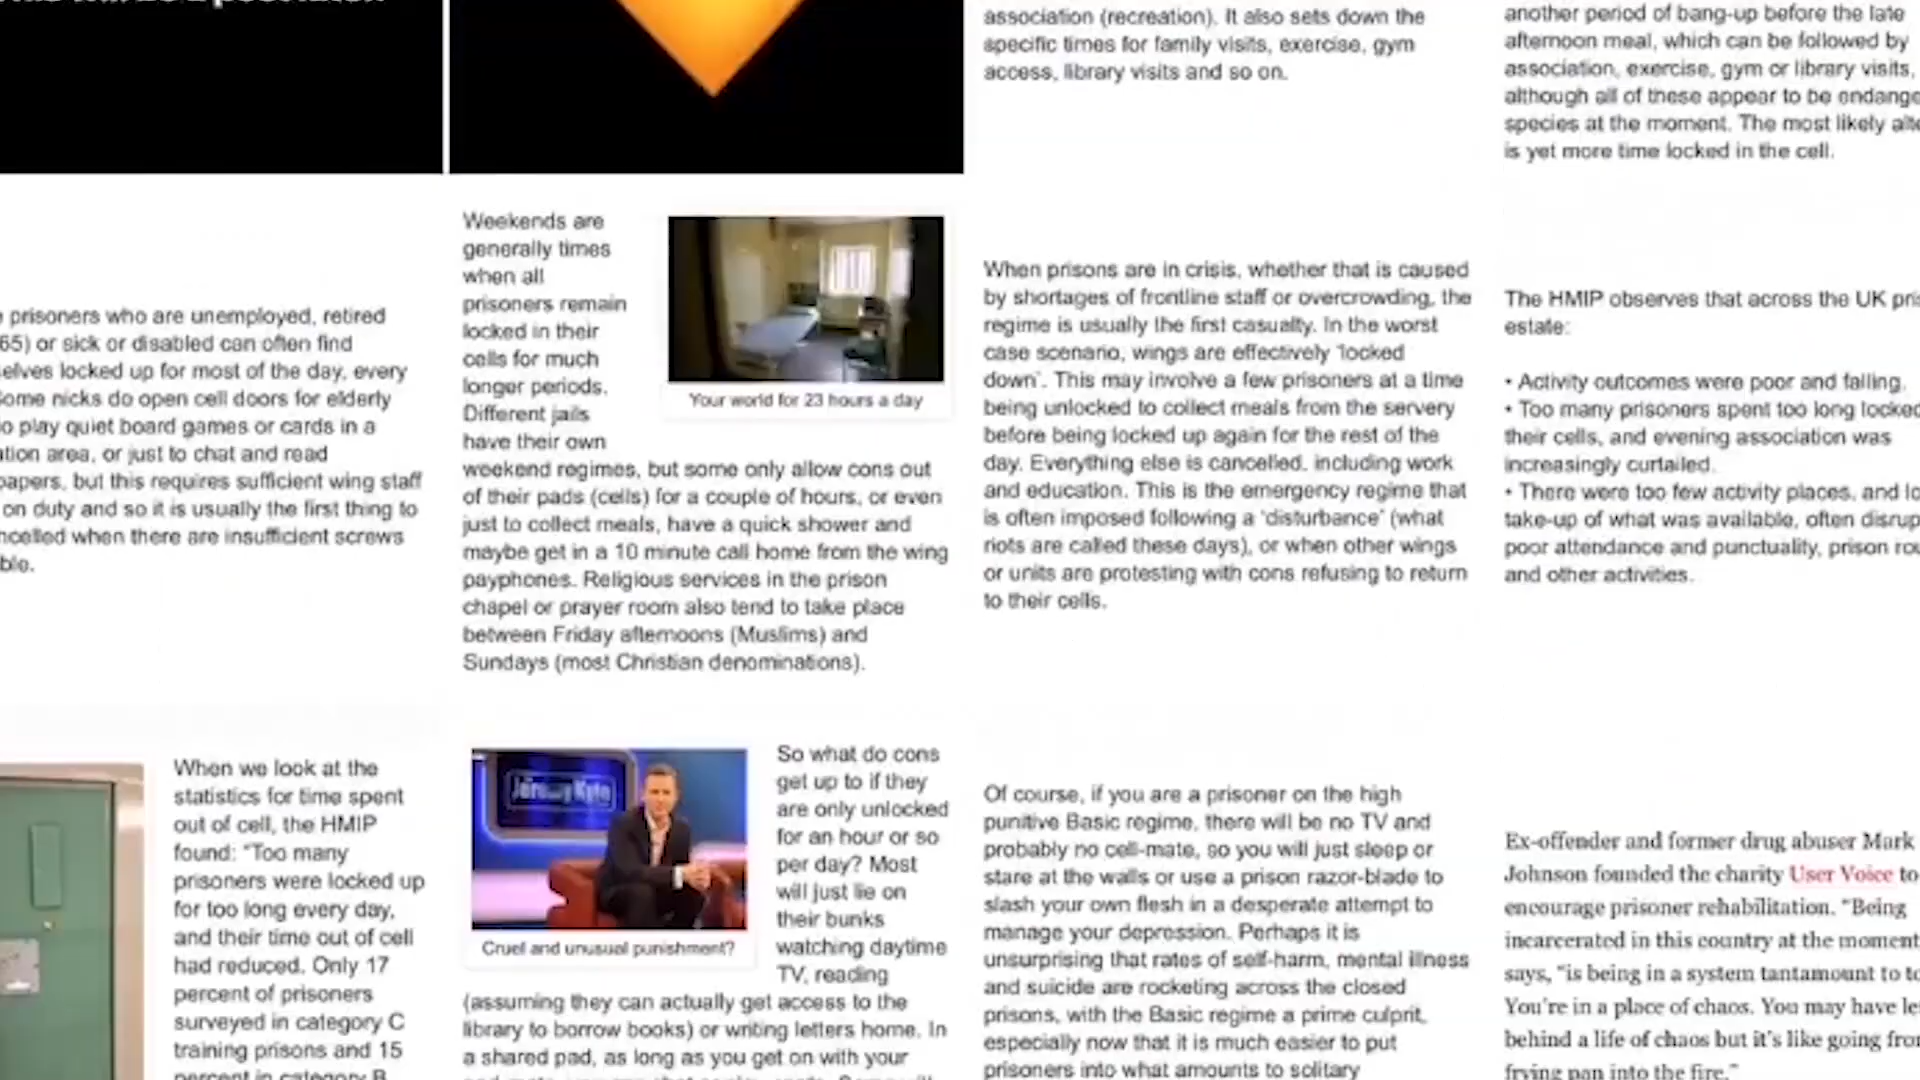 association (recreation). It also sets down the
specific times for family visits, exercise, gym
access, library visits and so on.
another period of bang-up before the late
afternoon meal, which can be followed by
association, exercise, gym or library visits,
although all of these appear to be
species at the moment. The most likely
is yet more time locked in the cell.
prisoners who are unemployed, retired
65) or sick or disabled can often find
locked up for most of the day, every
some nicks do open cell doors for elderly
to play quiet board games or cards in a
area, or just to chat and read
but this requires sufficient wing staff
on duty and so it is usually the first thing to
when there are insufficient screws
Weekends are
generally times
when all
prisoners remain
locked in their
cells for much
longer periods.
Different jails
have their own
weekend regimes, but some only allow cons out
of their pads (cells) for a couple of hours, or even
just to collect meals, have a quick shower and
maybe get in a 10 minute call home from the wing
payphones. Religious services in the prison
chapel or prayer room also tend to take place
between Friday afternoons (Muslims) and
Sundays (most Christian denominations).
Your world for 23 hours a day
When prisons are in crisis, whether that is caused
by shortages of frontline staff or overcrowding, the
regime is usually the first casualty. In the worst
case scenario, wings are effectively 'locked
down'. This may involve a few prisoners at a time
being unlocked to collect meals from the servery
before being locked up again for the rest of the
day. Everything else is cancelled, including work
and education. This is the emergency regime that
is often imposed following a 'disturbance' (what
riots are called these days), or when other wings
or units are protesting with cons refusing to return
to their cells.
The HMIP observes that across the UK
estate:
• Activity outcomes were poor and falling.
• Too many prisoners spent too long locked
their cells, and evening association was
increasingly curtailed.
• There were too few activity places, and
take-up of what was available, often
poor attendance and punctuality, prison
and other activities.
When we look at the
statistics for time spent
out of cell, the HMIP
found: "Too many
prisoners were locked up
for too long every day,
and their time out of cell
had reduced. Only 17
percent of prisoners
surveyed in category C
training prisons and 15
percent in category B
Jeremy Kyle
Cruel and unusual punishment?
So what do cons
get up to if they
are only unlocked
for an hour or so
per day? Most
will just lie on
their bunks
watching daytime
TV, reading
(assuming they can actually get access to the
library to borrow books) or writing letters home. In
a shared pad, as long as you get on with your
Of course, if you are a prisoner on the high
punitive Basic regime, there will be no TV and
probably no cell-mate, so you will just sleep or
stare at the walls or use a prison razor-blade to
slash your own flesh in a desperate attempt to
manage your depression. Perhaps it is
unsurprising that rates of self-harm, mental illness
and suicide are rocketing across the closed
prisons, with the Basic regime a prime culprit,
especially now that it is much easier to put
prisoners into what amounts to solitary
Ex-offender and former drug abuser Mark
Johnson founded the charity User Voice to
encourage prisoner rehabilitation. "Being
incarcerated in this country at the moment
says, "is being in a system tantamount to
You're in a place of chaos. You may have
behind a life of chaos but it's like going
frying pan into the fire."